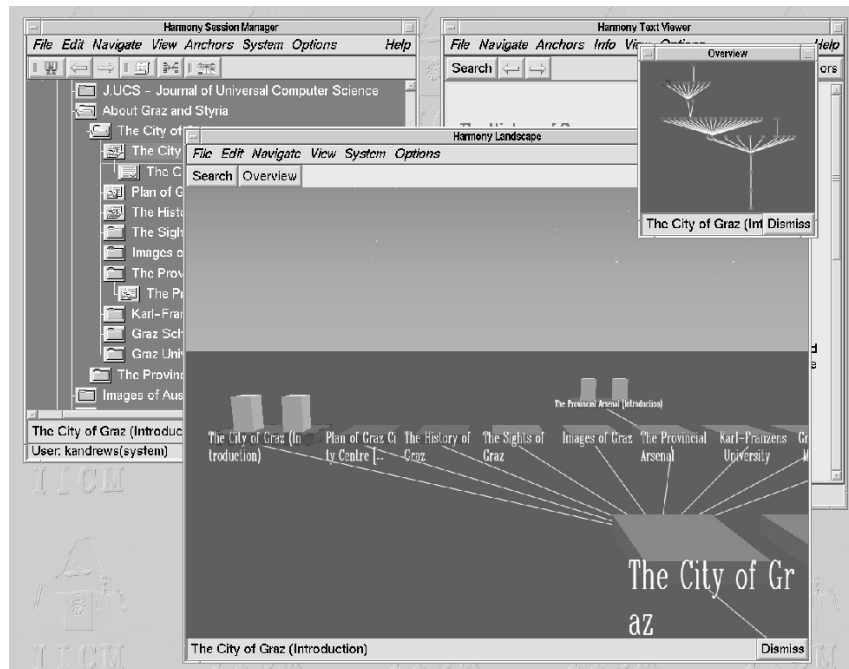 Harmony Session Manager
File Edit Navigate View Anchors System Options Help
J.UCS - Journal of Universal Computer Science
About Graz and Styria
The City of
The City
The C
Plan of G
The Histo
The Sigh
Images o
The Prov
The Pr
Karl-Fran
Graz Sch
Graz Univ
The Provinc
Images of Aus
The City of Graz (Introduc
User: kandrews(system)
Harmony Text Viewer
File Navigate Anchors Info View Options Help
Search
ors
Overview
The City of Graz (Int Dismiss
Harmony Landscape
File Edit Navigate View System Options
Search Overview
The Provincial Arsenal (Introduction)
The City of Graz (In
troduction)
Plan of Graz Ci
ty Centre [..
The History of
Graz
The Sights of
Graz
Images of Graz
The Provincial
Arsenal
Karl-Franzens
University
The City of Gr
az
The City of Graz (Introduction) Dismiss
IICM
IICM
IICM